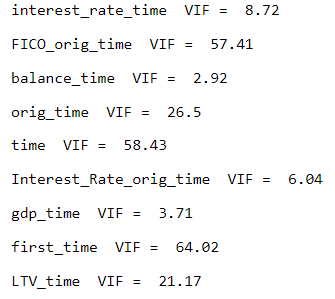 interest_rate_time  VIF =  8.72
FICO_orig_time  VIF =  57.41
balance_time  VIF =  2.92
orig_time  VIF =  26.5
time  VIF =  58.43
Interest_Rate_orig_time  VIF =  6.04
gdp_time  VIF =  3.71
first_time  VIF =  64.02
LTV_time  VIF =  21.17